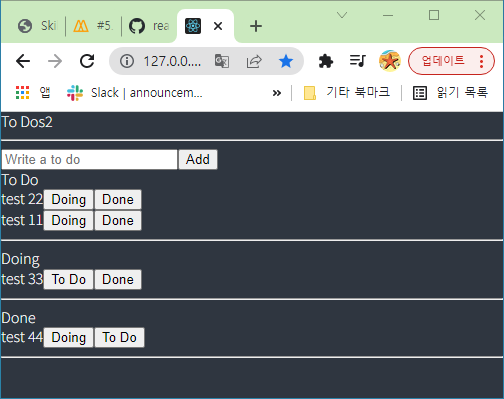 Ski
#5.
rea
127.0.0....
업데이트
앱
Slack | announcem...
»
기타 북마크
읽기 목록
To Dos2
Write a to do Add
To Do
test 22 Doing Done
test 11 Doing Done
Doing
test 33 To Do Done
Done
test 44 Doing To Do